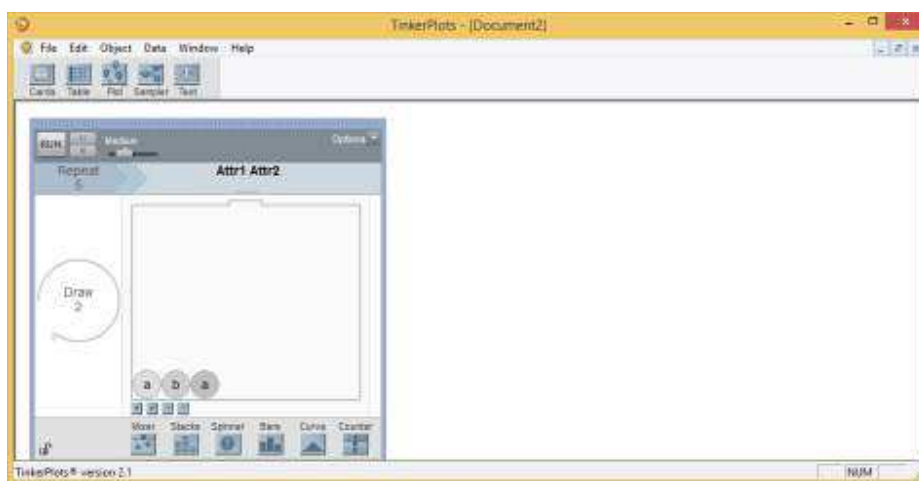 TinkerPlots - [Document2]
File Edit Object Data Window Help
Cards Table Plot Sampler Text
RUN Medium Options
Repeat
5
Attr1 Attr2
Draw
2
a b a
Mixer Stacks Spinner Bars Curve Counter
TinkerPlots® version 2.1 NUM